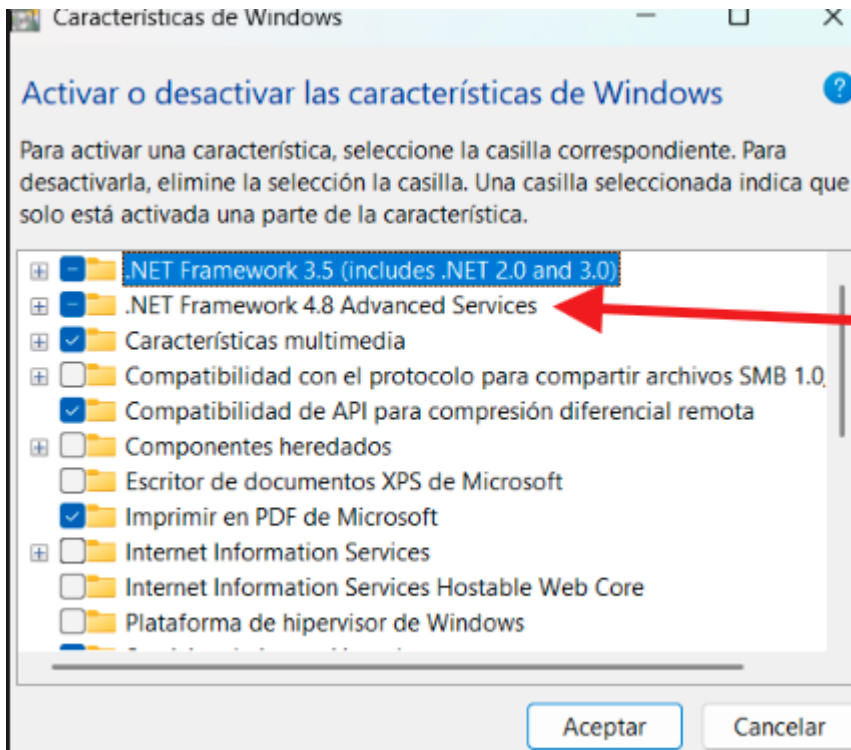 Características de Windows
Activar o desactivar las características de Windows
?
Para activar una característica, seleccione la casilla correspondiente. Para
desactivarla, elimine la selección la casilla. Una casilla seleccionada indica que
solo está activada una parte de la característica.
.NET Framework 3.5 (includes .NET 2.0 and 3.0)
.NET Framework 4.8 Advanced Services
Características multimedia
Compatibilidad con el protocolo para compartir archivos SMB 1.0
Compatibilidad de API para compresión diferencial remota
Componentes heredados
Escritor de documentos XPS de Microsoft
Imprimir en PDF de Microsoft
Internet Information Services
Internet Information Services Hostable Web Core
Plataforma de hipervisor de Windows
Aceptar Cancelar